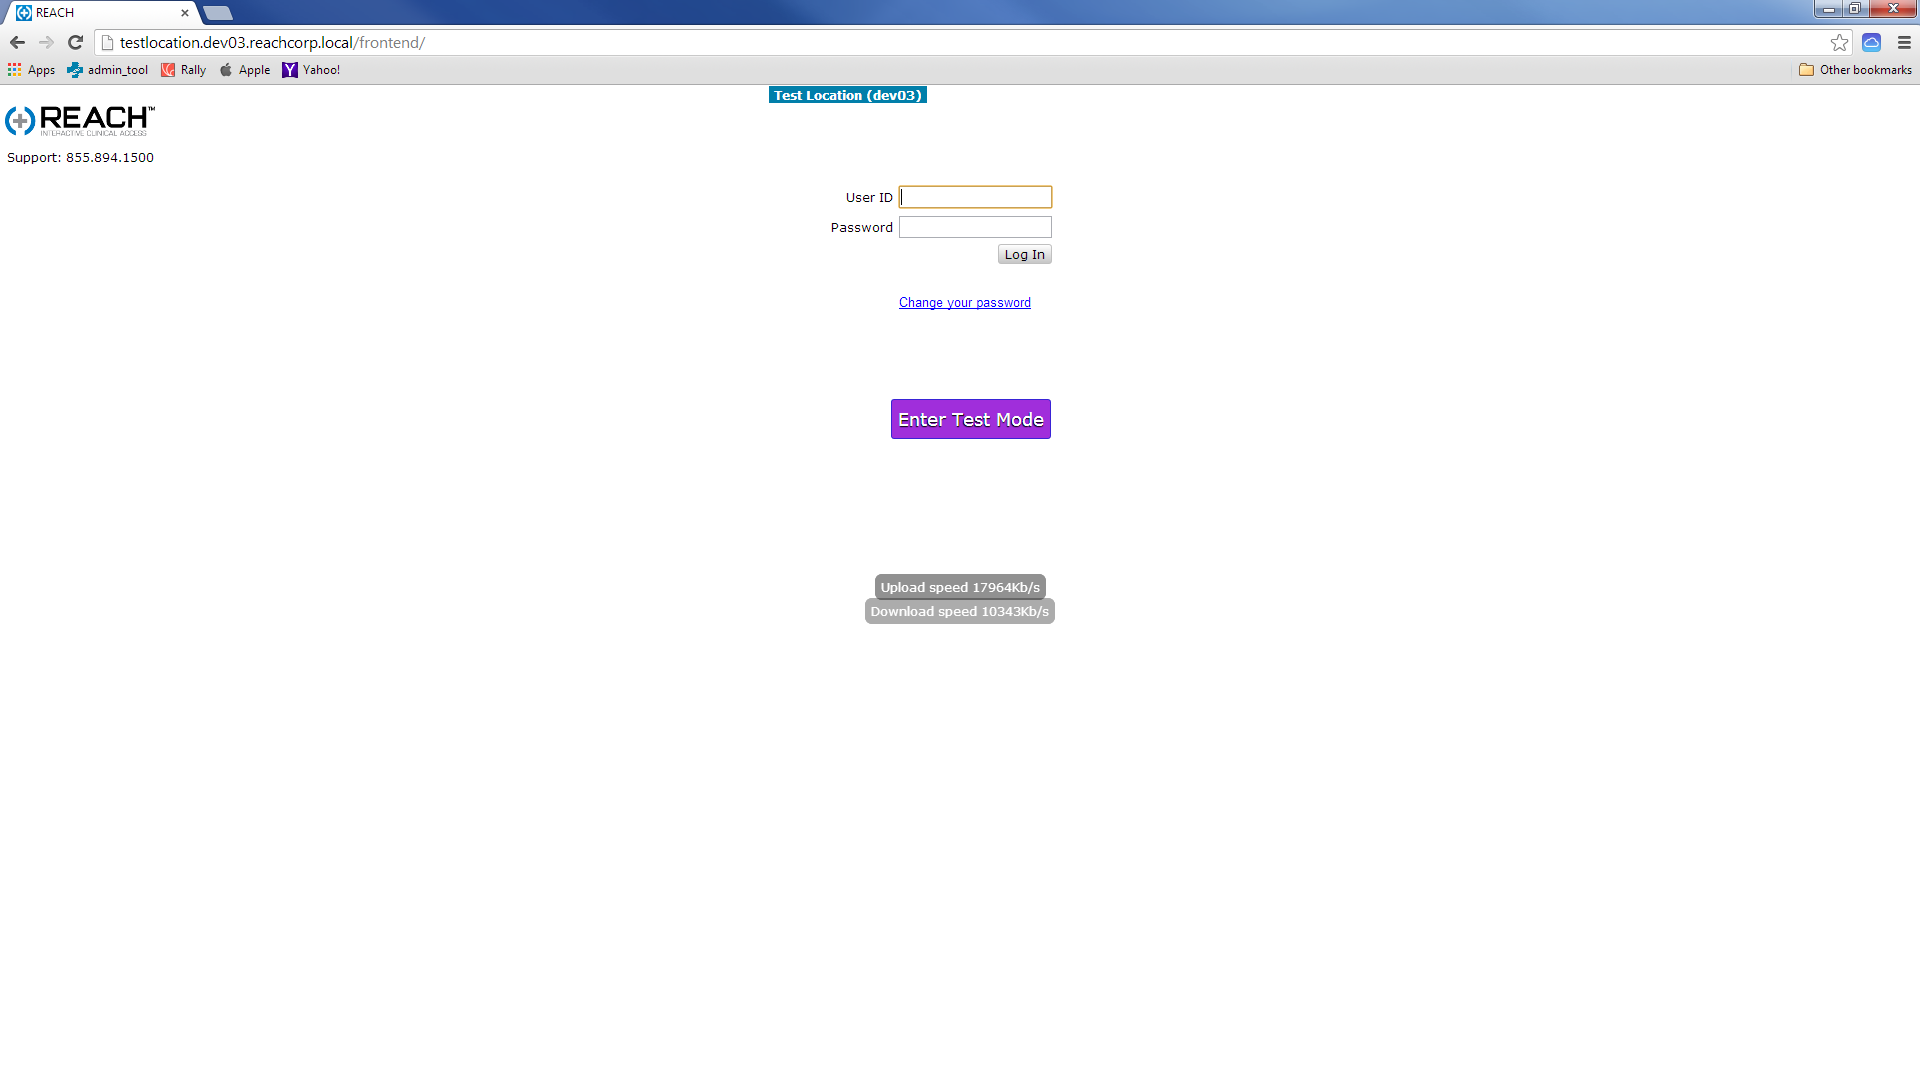 REACH
testlocation.dev03.reachcorp.local/frontend/
Apps admin_tool Rally Apple Yahoo! Other bookmarks
Test Location (dev03)
REACH™
INTERACTIVE CLINICAL ACCESS
Support: 855.894.1500
User ID
Password
Log In
Change your password
Enter Test Mode
Upload speed 17964Kb/s
Download speed 10343Kb/s